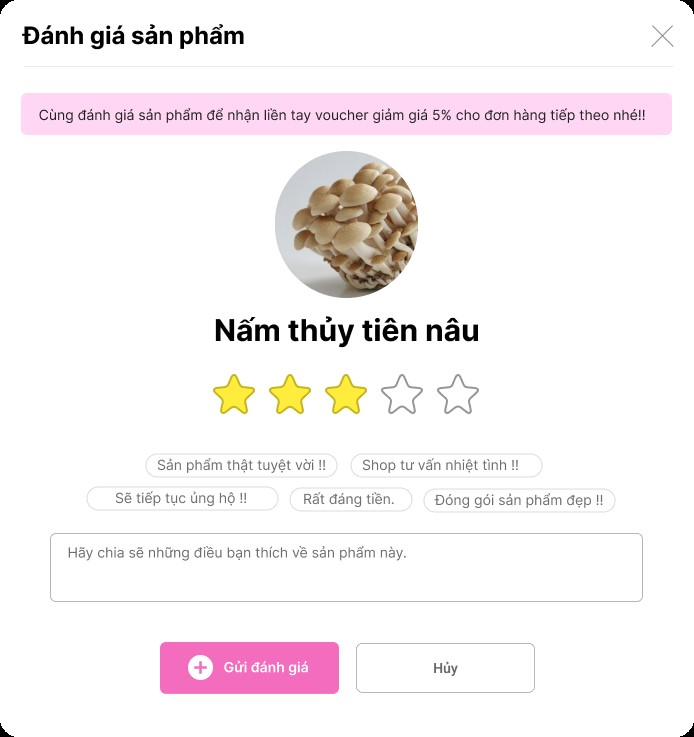 Đánh giá sản phẩm
Cùng đánh giá sản phẩm để nhận liền tay voucher giảm giá 5% cho đơn hàng tiếp theo nhé!!
Nấm thủy tiên nâu
Sản phẩm thật tuyệt vời !!
Shop tư vấn nhiệt tình !!
Sẽ tiếp tục ủng hộ !!
Rất đáng tiền.
Đóng gói sản phẩm đẹp !!
Hãy chia sẽ những điều bạn thích về sản phẩm này.
Gửi đánh giá
Hủy